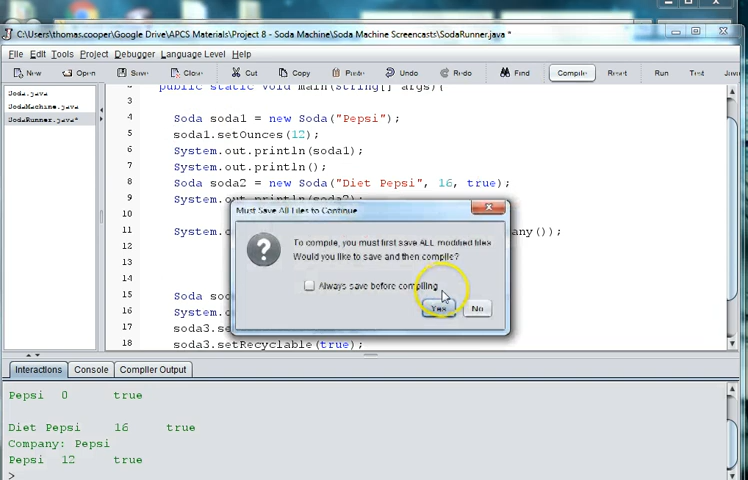 C:\Users\thomas.cooper\Google Drive\APCS Materials\Project 8 - Soda Machine\Soda Machine Screencasts\SodaRunner.java *
File Edit Tools Project Debugger Language Level Help
New Open Save Close Cut Copy Paste Undo Redo Find Compile Reset Run Test
Soda.java
SodaMachine.java
SodaRunner.java*
public static void main(String[] args){
3
4 Soda soda1 = new Soda("Pepsi");
5 soda1.setOunces(12);
6 System.out.println(soda1);
7 System.out.println();
8 Soda soda2 = new Soda("Diet Pepsi", 16, true);
9 System.out.println(soda2);
10
11 System.o pany());
12
13
14
15 Soda so
16 System.
17 soda3.se
18 soda3.setRecyclable(true);
Must Save All Files to Continue
To compile, you must first save ALL modified files
Would you like to save and then compile?
Always save before compiling
Yes No
Interactions Console Compiler Output
Pepsi 0 true
Diet Pepsi 16 true
Company: Pepsi
Pepsi 12 true
>